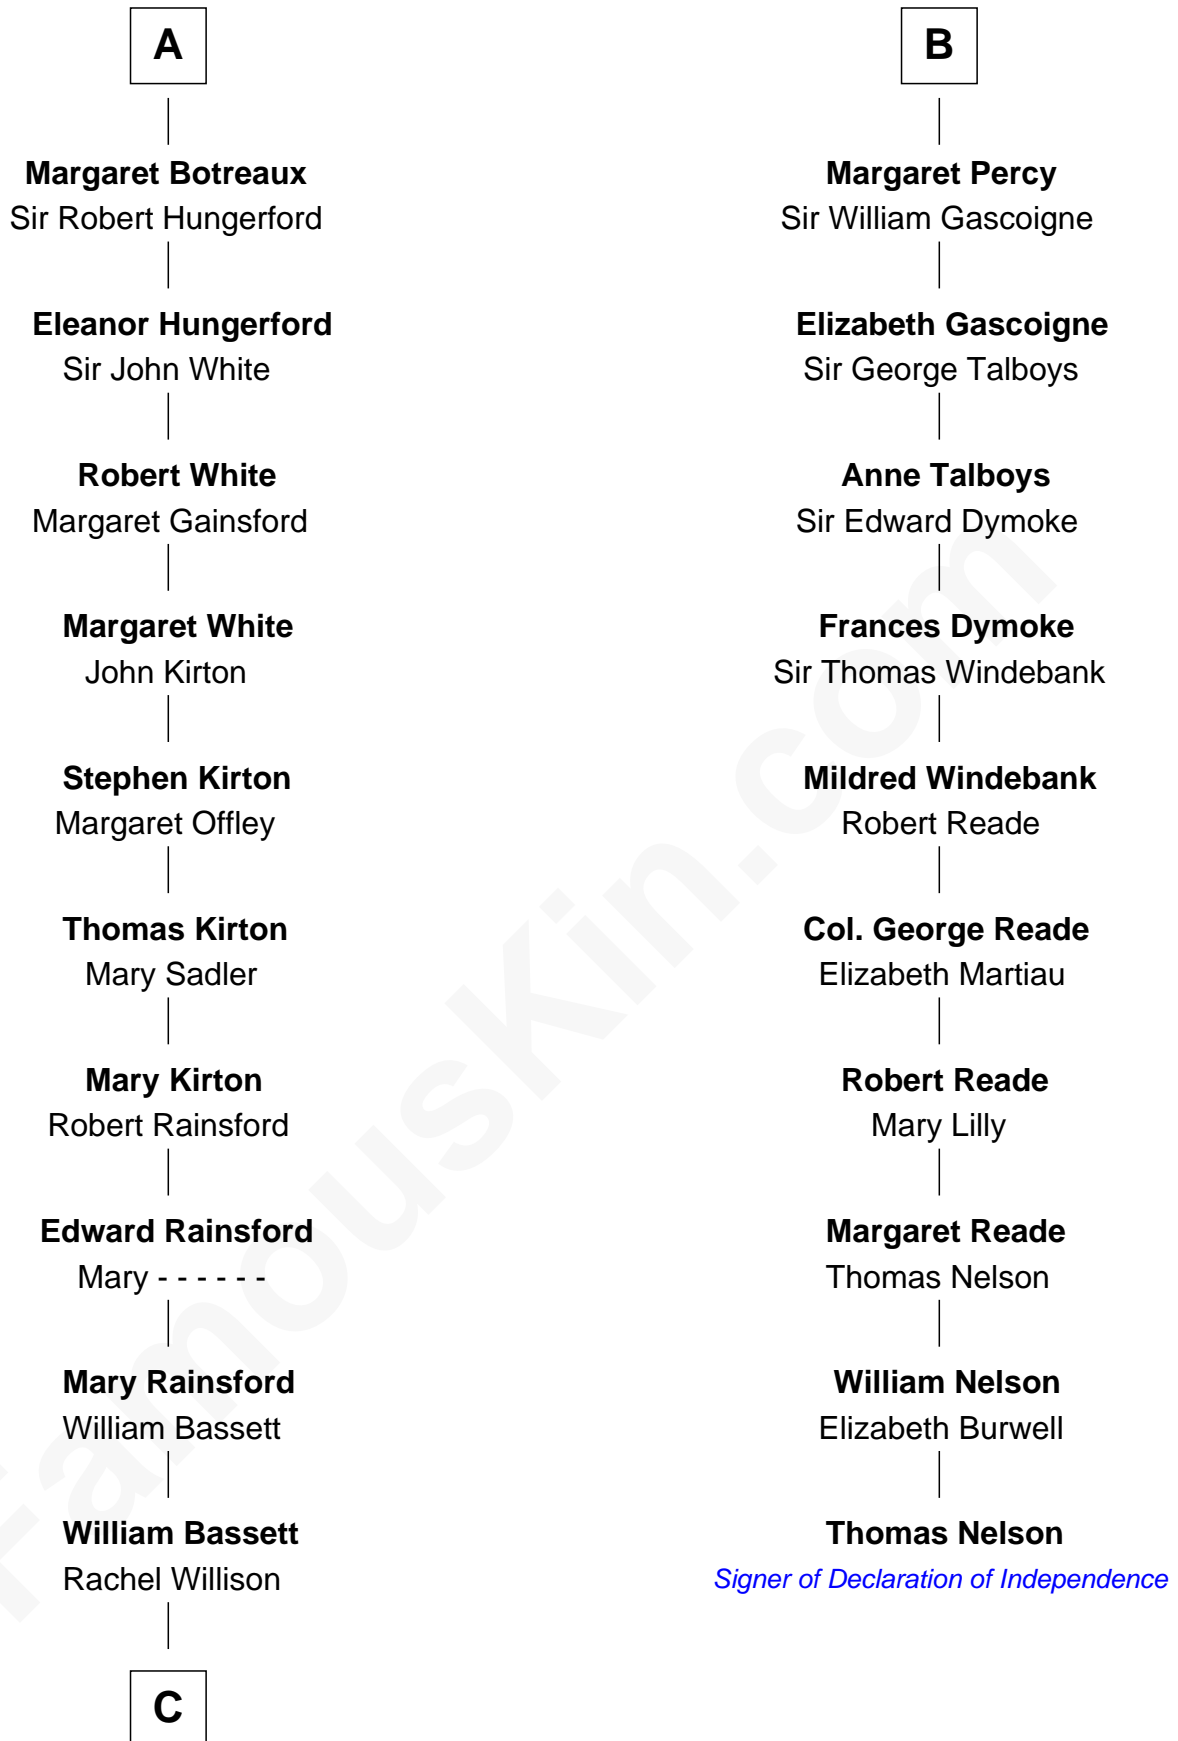 A
Margaret Botreaux
Sir Robert Hungerford
Eleanor Hungerford
Sir John White
Robert White
Margaret Gainsford
Margaret White
John Kirton
Stephen Kirton
Margaret Offley
Thomas Kirton
Mary Sadler
Mary Kirton
Robert Rainsford
Edward Rainsford
Mary - - - - - -
Mary Rainsford
William Bassett
William Bassett
Rachel Willison
C
B
Margaret Percy
Sir William Gascoigne
Elizabeth Gascoigne
Sir George Talboys
Anne Talboys
Sir Edward Dymoke
Frances Dymoke
Sir Thomas Windebank
Mildred Windebank
Robert Reade
Col. George Reade
Elizabeth Martiau
Robert Reade
Mary Lilly
Margaret Reade
Thomas Nelson
William Nelson
Elizabeth Burwell
Thomas Nelson
Signer of Declaration of Independence
FamousKin.com